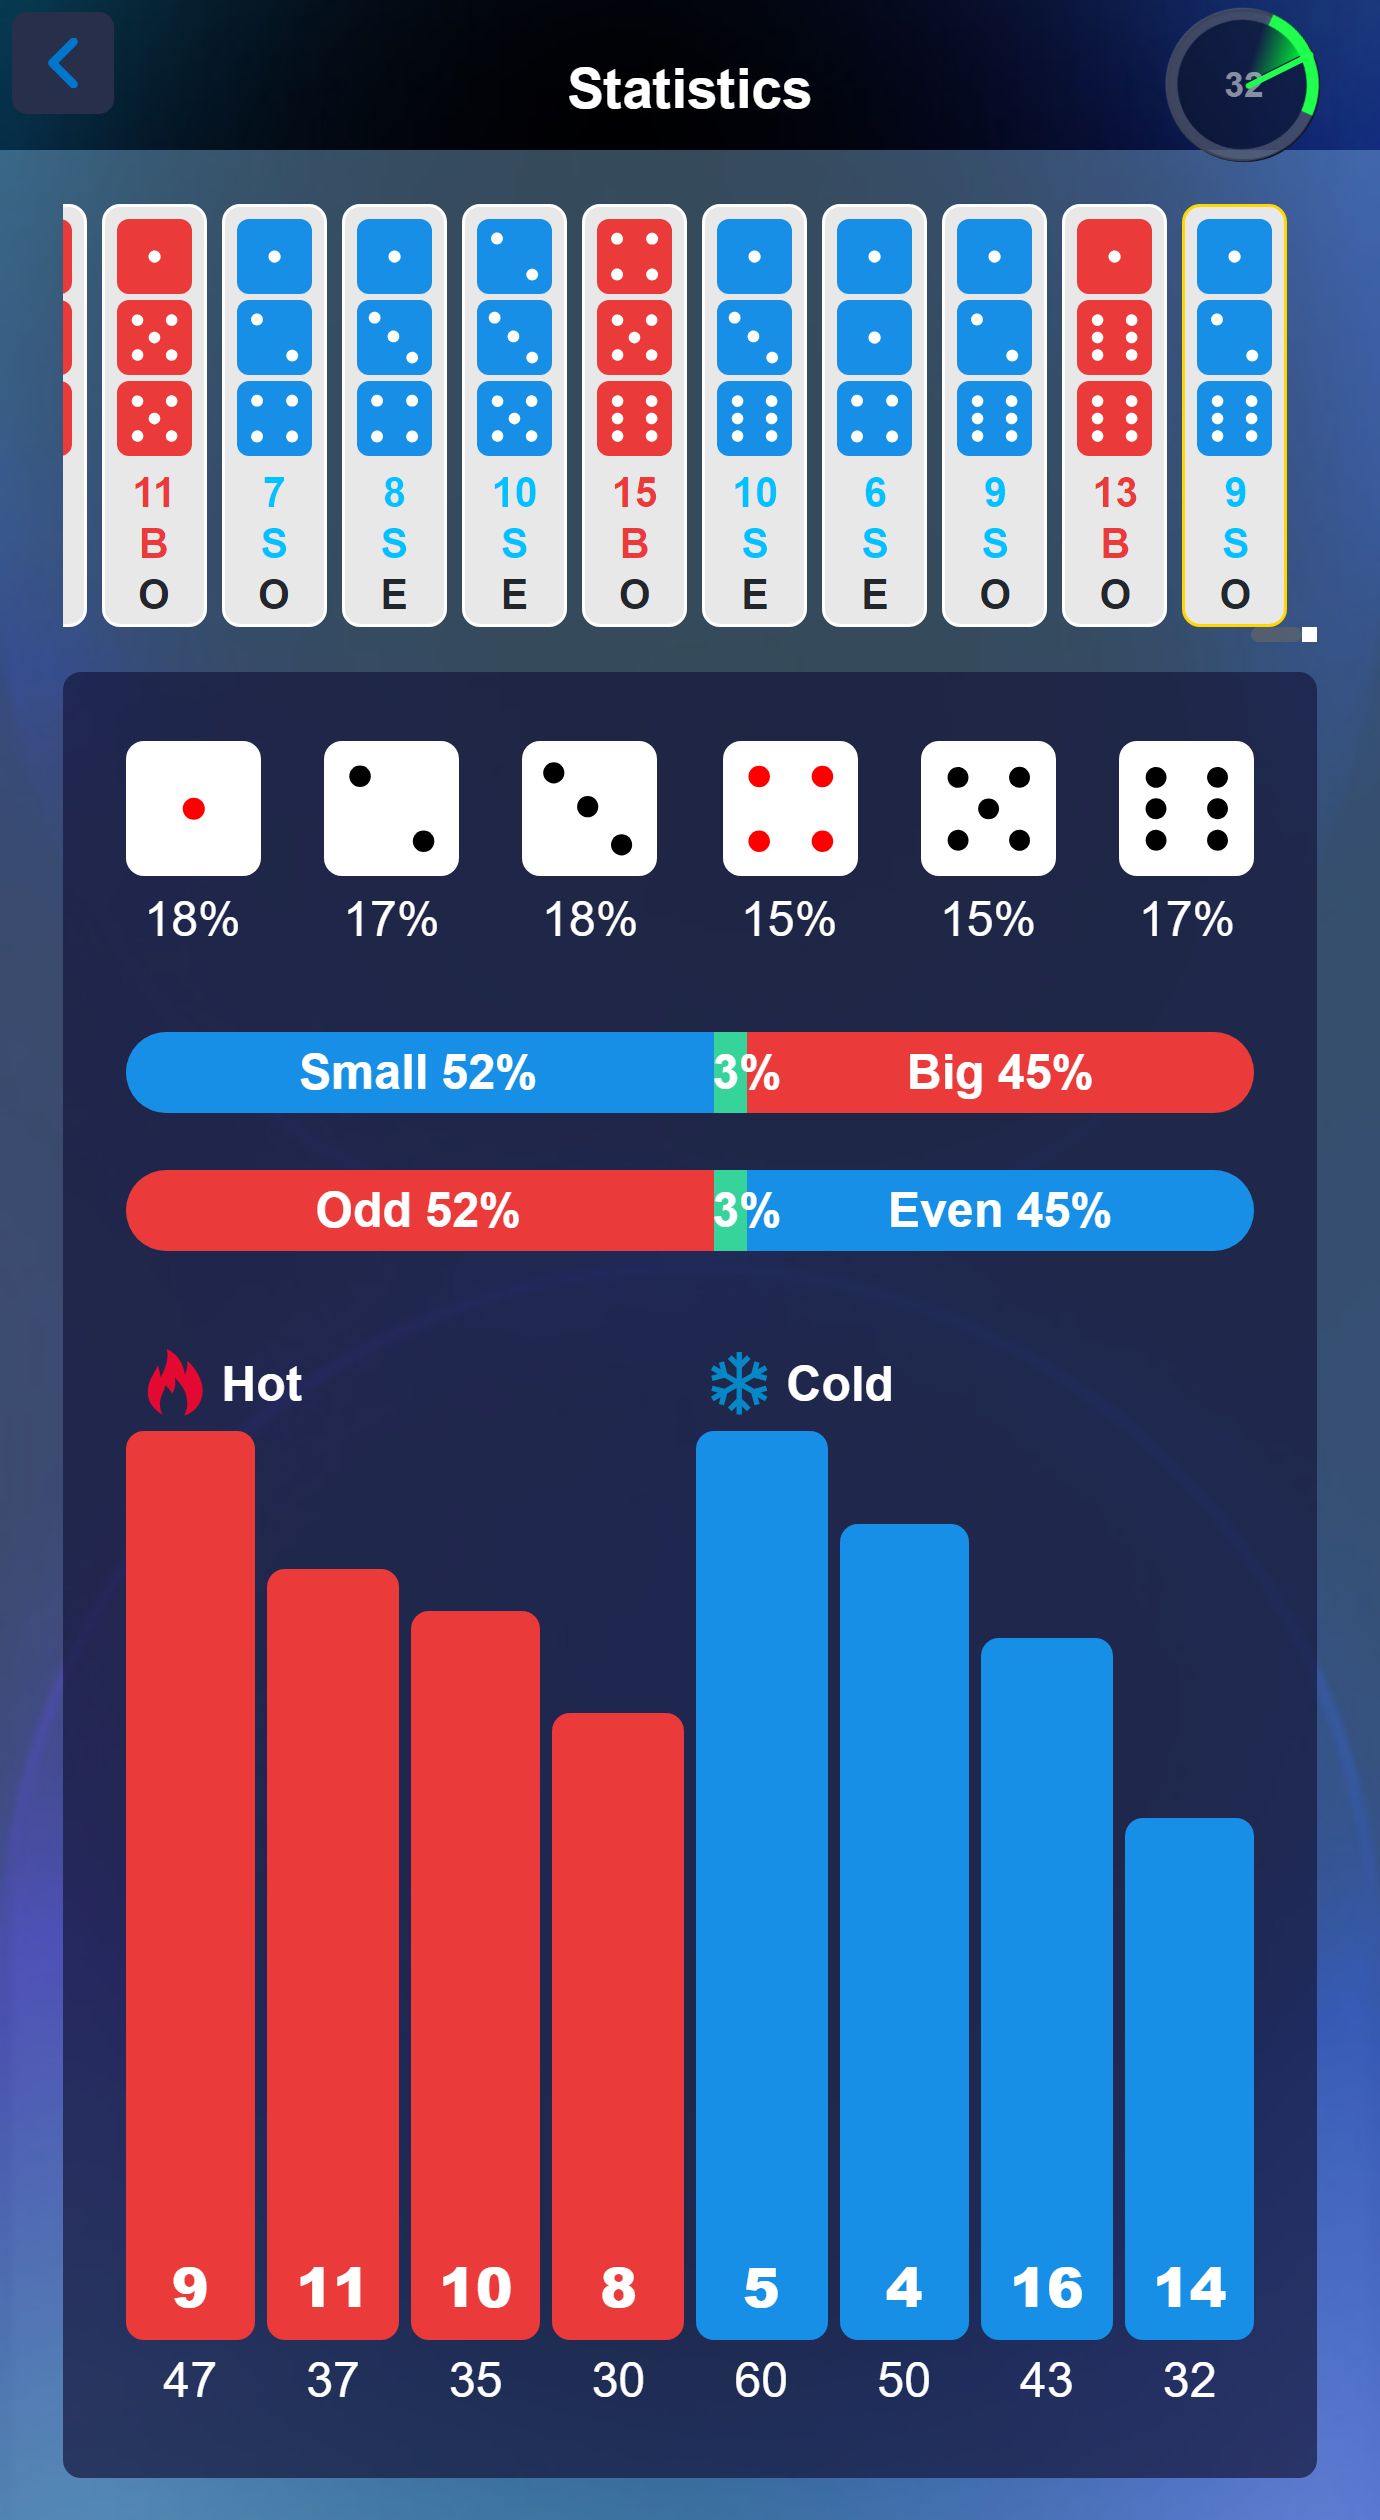 Statistics
32
11 7 8 10 15 10 6 9 13 9
B S S S B S S S B S
O O E E O E E O O O
18% 17% 18% 15% 15% 17%
Small 52% 3% Big 45%
Odd 52% 3% Even 45%
Hot Cold
9 11 10 8 5 4 16 14
47 37 35 30 60 50 43 32